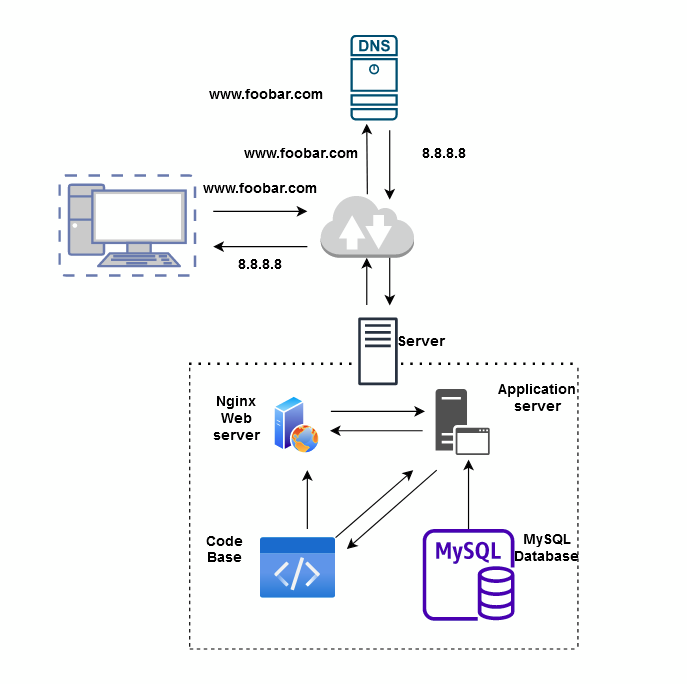 DNS
www.foobar.com
www.foobar.com
8.8.8.8
www.foobar.com
8.8.8.8
Server
Nginx
Web
server
Application
server
Code
Base
MySQL
MySQL
Database